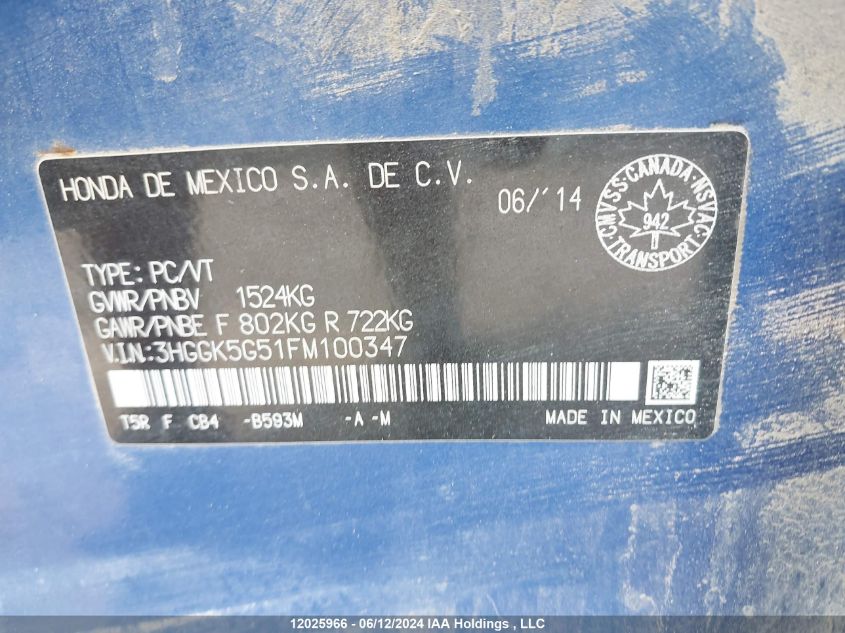 HONDA DE MEXICO S.A. DE C.V.
06/'14
CMVSS·CANADA·NSVAC·TRANSPORT·
942
TYPE: PC/VT
GVWR/PNBV 1524KG
GAWR/PNBE F 802KG R 722KG
V.I.N.: 3HGGK5G51FM100347
T5R F CB4 -B593M -A -M MADE IN MEXICO
12025966 - 06/12/2024 IAA Holdings , LLC